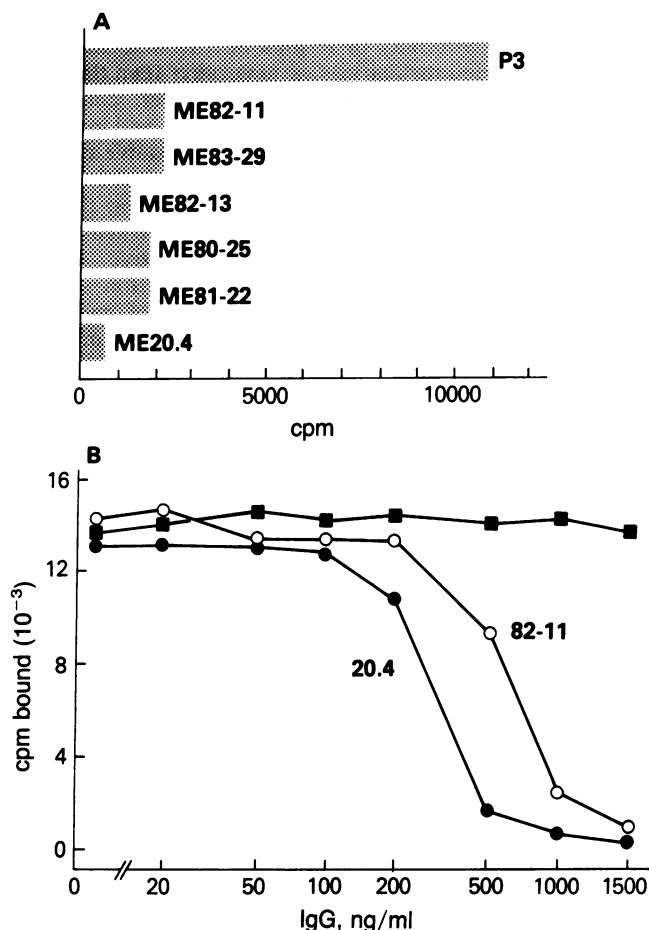 A
P3
ME82-11
ME83-29
ME82-13
ME80-25
ME81-22
ME20.4
0 5000 10000
cpm
B
16
12
8
4
0
cpm bound (10⁻³)
82-11
20.4
0 20 50 100 200 500 1000 1500
IgG, ng/ml